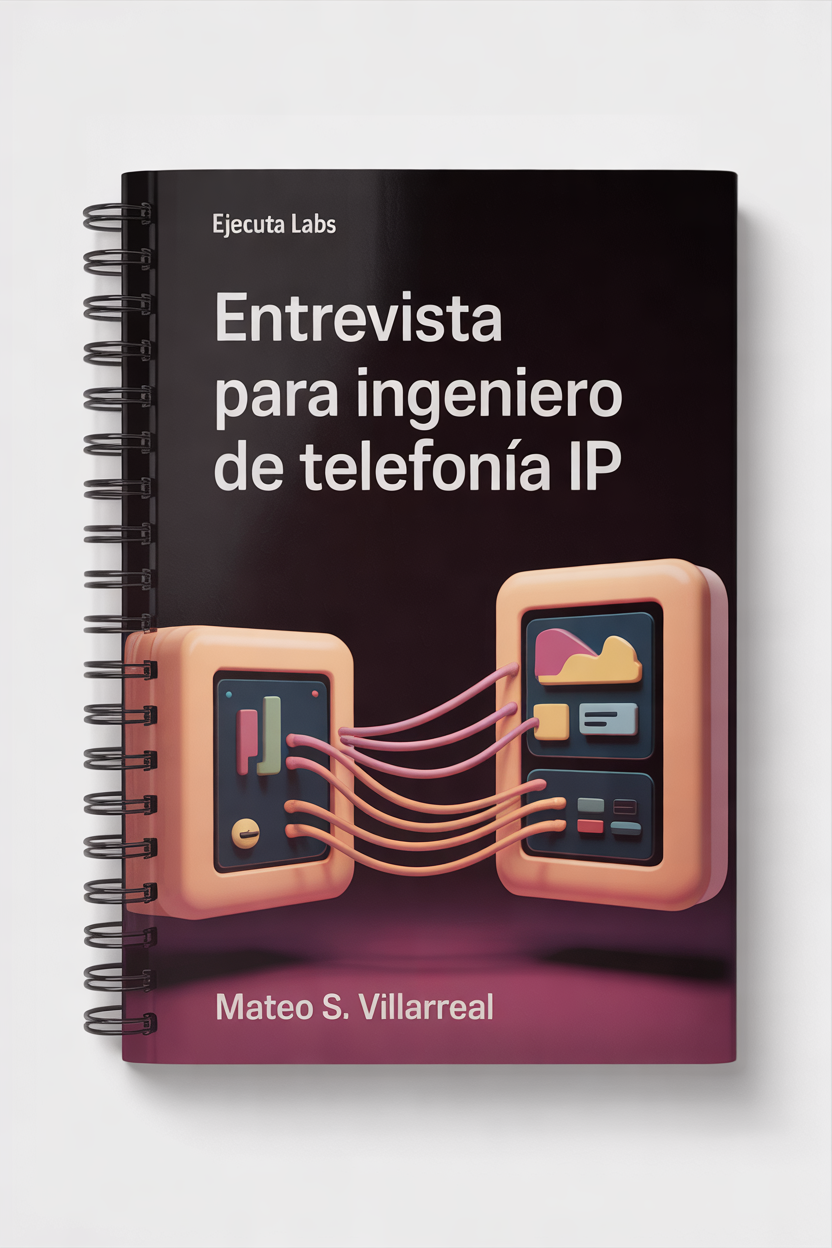 Ejecuta Labs
Entrevista
para ingeniero
de telefonía IP
Mateo S. Villarreal